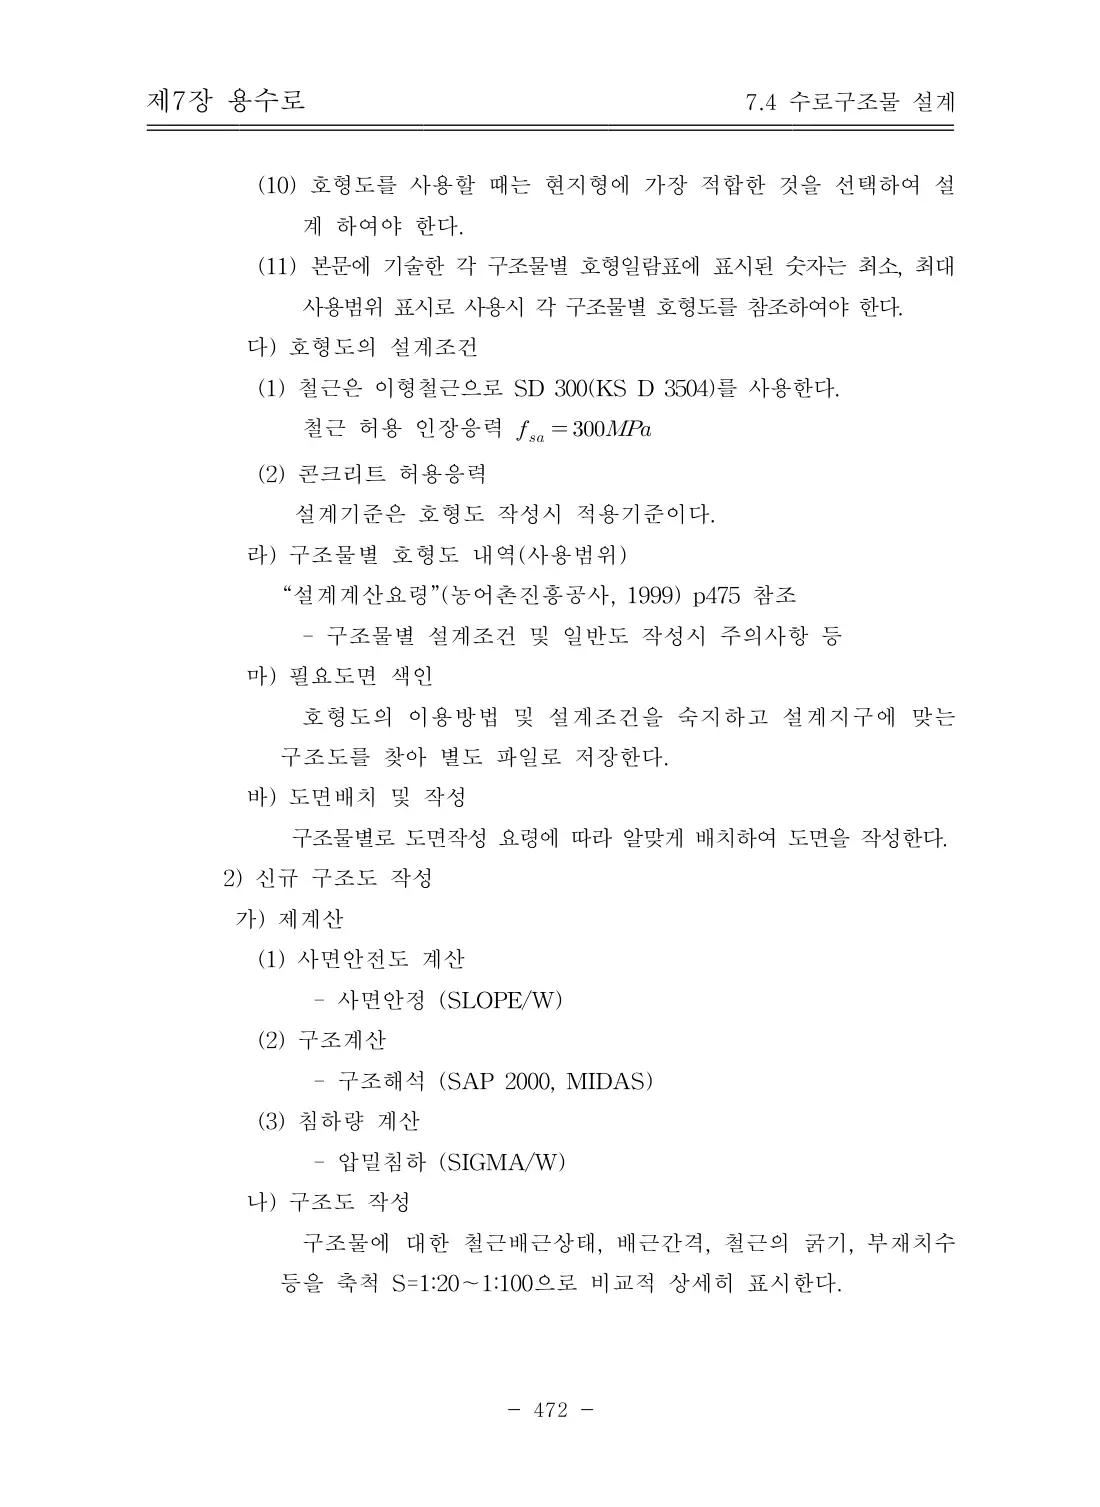 제7장 용수로
7.4 수로구조물 설계
(10) 호형도를 사용할 때는 현지형에 가장 적합한 것을 선택하여 설
계 하여야 한다.
(11) 본문에 기술한 각 구조물별 호형일람표에 표시된 숫자는 최소, 최대
사용범위 표시로 사용시 각 구조물별 호형도를 참조하여야 한다.
다) 호형도의 설계조건
(1) 철근은 이형철근으로 SD 300(KS D 3504)를 사용한다.
철근 허용 인장응력 f_sa = 300MPa
(2) 콘크리트 허용응력
설계기준은 호형도 작성시 적용기준이다.
라) 구조물별 호형도 내역(사용범위)
“설계계산요령”(농어촌진흥공사, 1999) p475 참조
- 구조물별 설계조건 및 일반도 작성시 주의사항 등
마) 필요도면 색인
호형도의 이용방법 및 설계조건을 숙지하고 설계지구에 맞는
구조도를 찾아 별도 파일로 저장한다.
바) 도면배치 및 작성
구조물별로 도면작성 요령에 따라 알맞게 배치하여 도면을 작성한다.
2) 신규 구조도 작성
가) 제계산
(1) 사면안전도 계산
- 사면안정 (SLOPE/W)
(2) 구조계산
- 구조해석 (SAP 2000, MIDAS)
(3) 침하량 계산
- 압밀침하 (SIGMA/W)
나) 구조도 작성
구조물에 대한 철근배근상태, 배근간격, 철근의 굵기, 부재치수
등을 축척 S=1:20~1:100으로 비교적 상세히 표시한다.
- 472 -